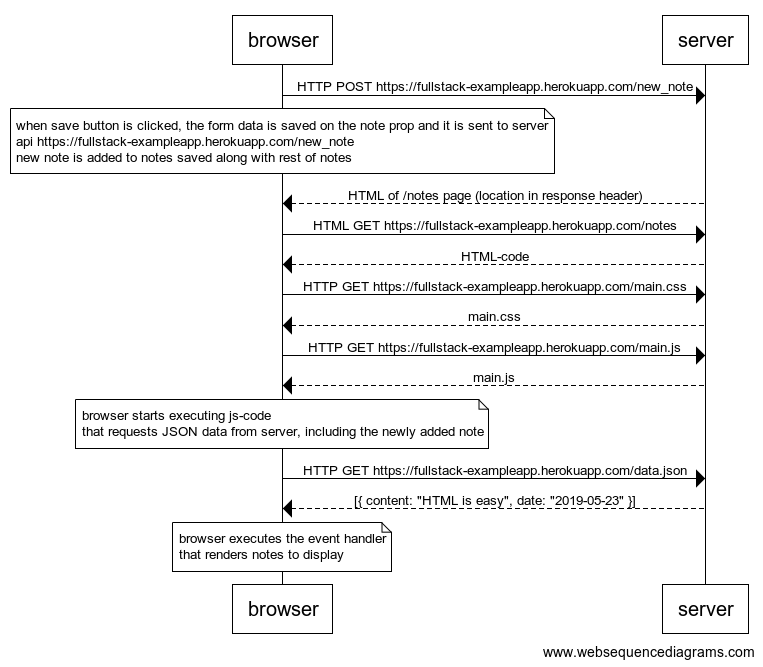 browser
server
HTTP POST https://fullstack-exampleapp.herokuapp.com/new_note
when save button is clicked, the form data is saved on the note prop and it is sent to server
api https://fullstack-exampleapp.herokuapp.com/new_note
new note is added to notes saved along with rest of notes
HTML of /notes page (location in response header)
HTML GET https://fullstack-exampleapp.herokuapp.com/notes
HTML-code
HTTP GET https://fullstack-exampleapp.herokuapp.com/main.css
main.css
HTTP GET https://fullstack-exampleapp.herokuapp.com/main.js
main.js
browser starts executing js-code
that requests JSON data from server, including the newly added note
HTTP GET https://fullstack-exampleapp.herokuapp.com/data.json
[{ content: "HTML is easy", date: "2019-05-23" }]
browser executes the event handler
that renders notes to display
browser
server
www.websequencediagrams.com